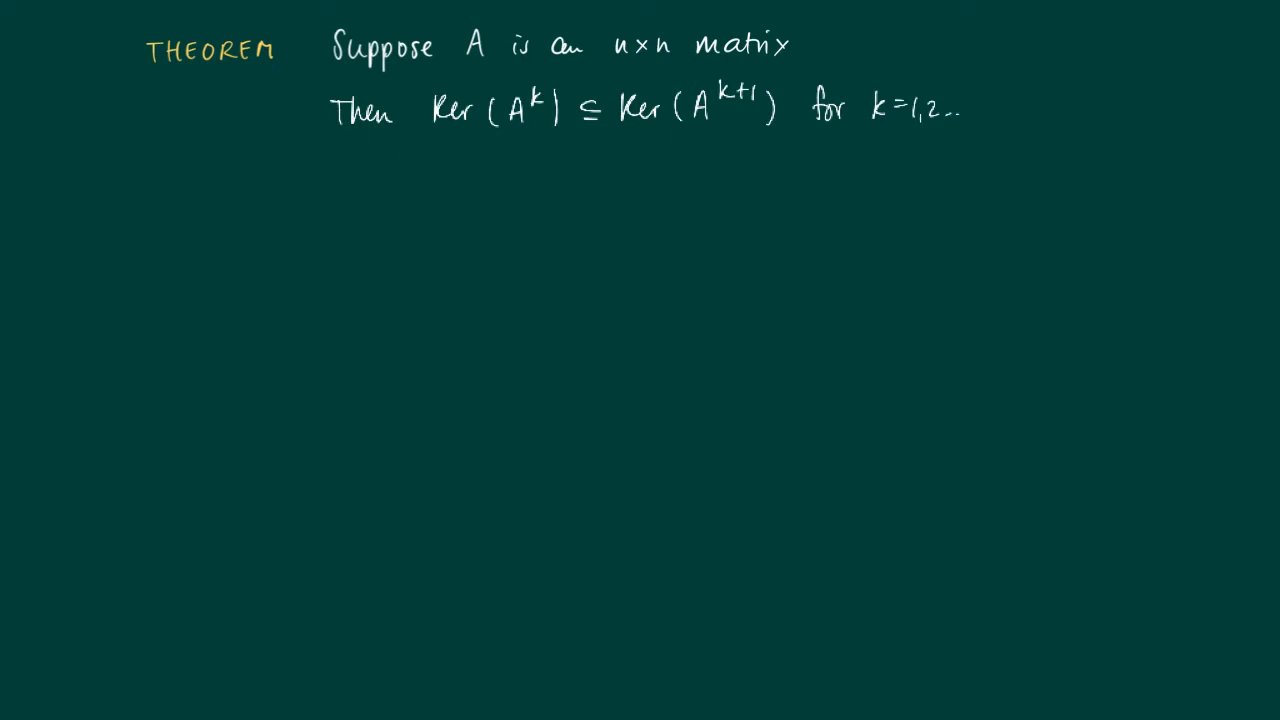 THEOREM Suppose A is an n×n matrix
Then Ker (A^k) ⊆ Ker (A^{k+1}) for k=1,2..